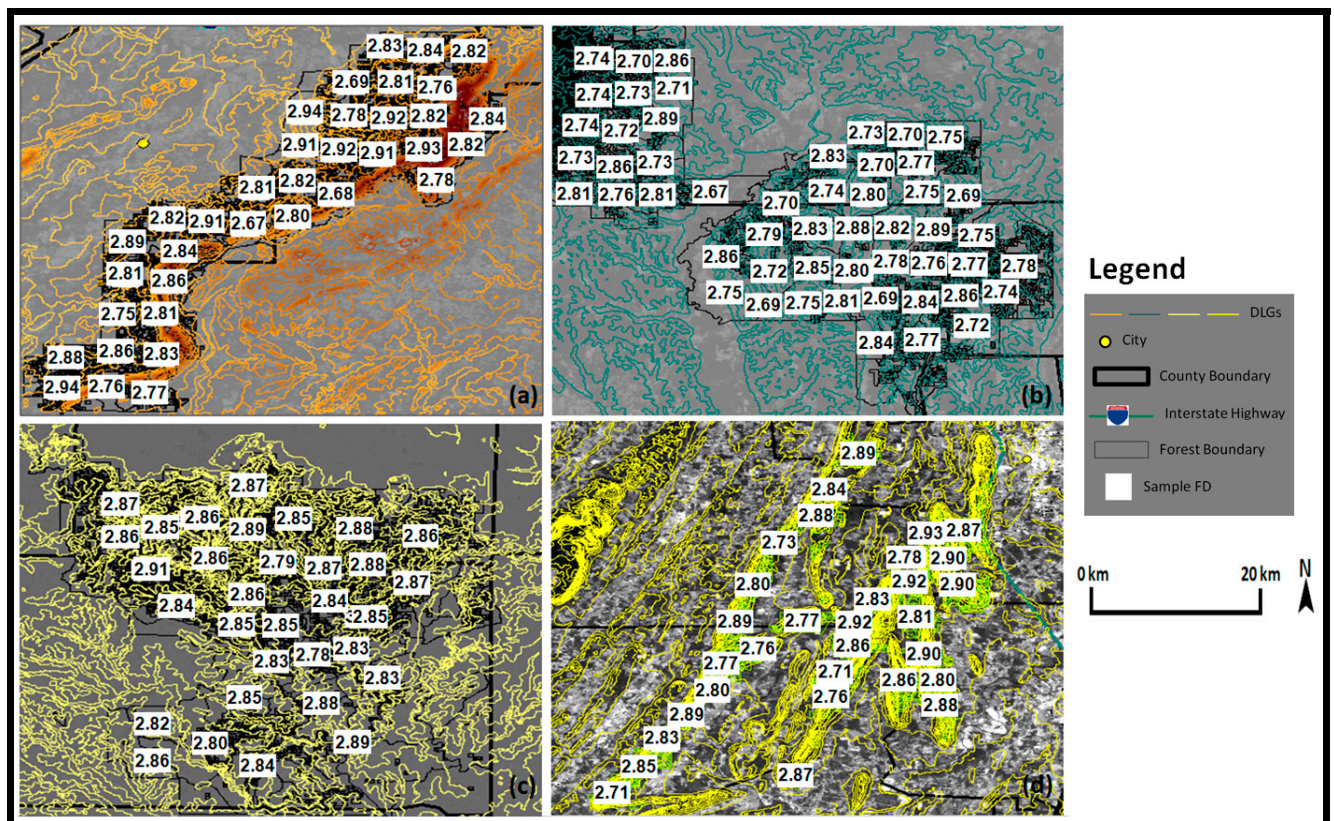 2.83 2.84 2.82
2.69 2.81 2.76
2.94 2.78 2.92 2.82 2.84
2.91 2.92 2.91 2.93 2.82
2.81 2.82 2.68 2.78
2.82 2.91 2.67 2.80
2.89 2.84
2.81 2.86
2.75 2.81
2.88 2.86 2.83
2.94 2.76 2.77
(a)
2.74 2.70 2.86
2.74 2.73 2.71
2.74 2.72 2.89
2.73 2.86 2.73
2.81 2.76 2.81 2.67
2.73 2.70 2.75
2.83 2.70 2.77
2.70 2.74 2.80 2.75 2.69
2.79 2.83 2.88 2.82 2.89 2.75
2.86 2.72 2.85 2.80 2.78 2.76 2.77 2.78
2.75 2.69 2.75 2.81 2.69 2.84 2.86 2.74
2.84 2.77 2.72
(b)
2.87 2.87
2.86 2.85 2.86 2.89 2.85 2.88 2.86
2.91 2.86 2.79 2.87 2.88 2.87
2.84 2.86 2.84
2.85 2.85 2.85
2.83 2.78 2.83
2.85 2.88 2.83
2.82 2.80 2.89
2.86 2.84
(c)
2.89
2.84
2.88
2.73 2.93 2.87
2.78 2.90
2.80 2.92 2.90
2.83
2.89 2.77 2.92 2.81
2.76 2.86 2.90
2.77 2.71
2.80 2.76 2.86 2.80
2.89 2.88
2.83
2.85 2.87
2.71
(d)
Legend
DLGs
City
County Boundary
Interstate Highway
Forest Boundary
Sample FD
0 km 20 km N